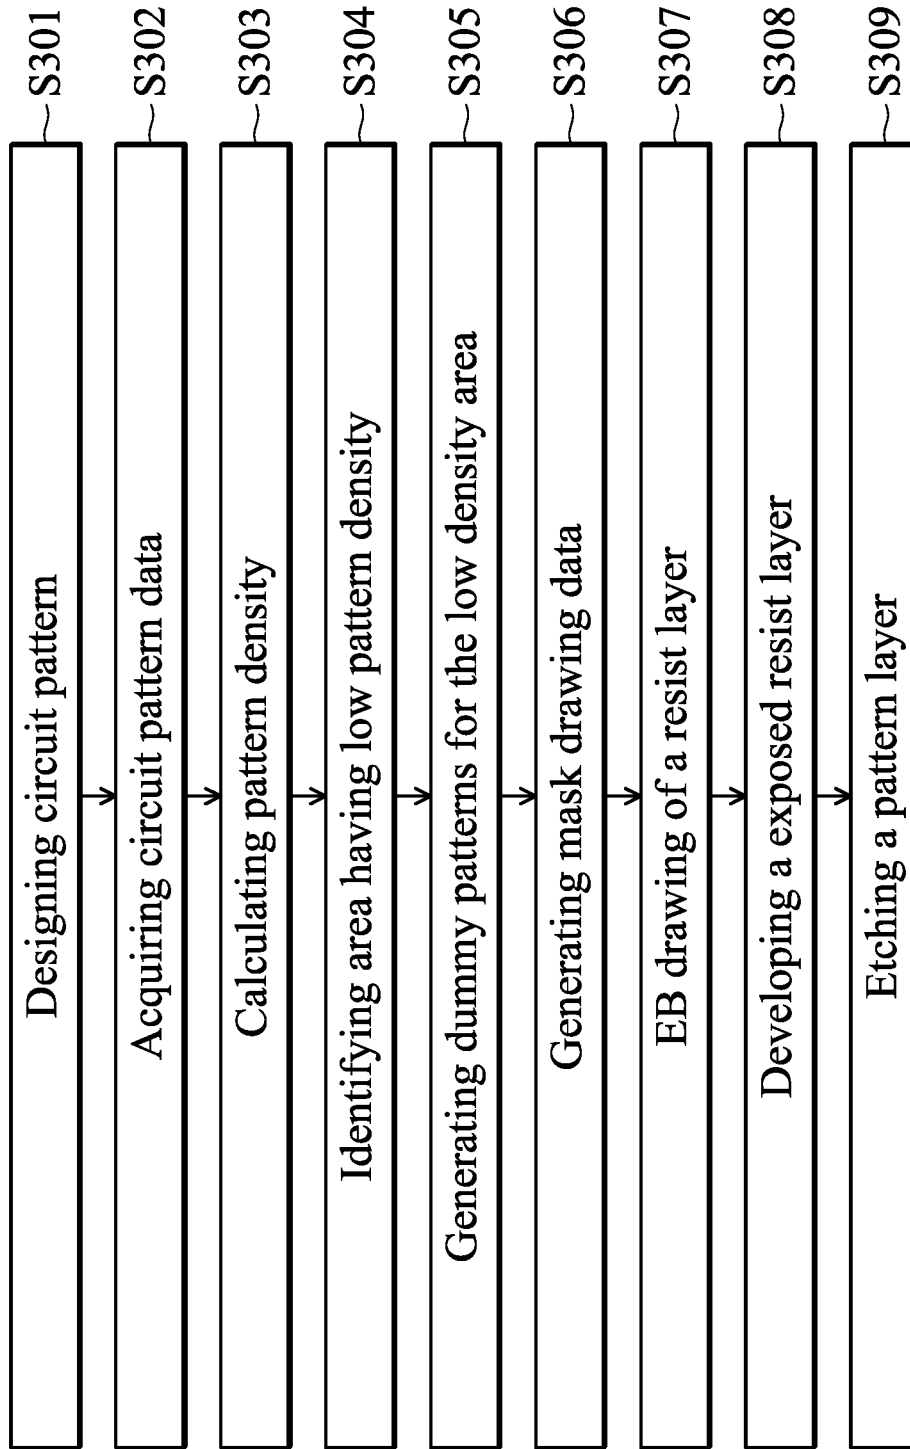 Designing circuit pattern
S301
Acquiring circuit pattern data
S302
Calculating pattern density
S303
Identifying area having low pattern density
S304
Generating dummy patterns for the low density area
S305
Generating mask drawing data
S306
EB drawing of a resist layer
S307
Developing a exposed resist layer
S308
Etching a pattern layer
S309